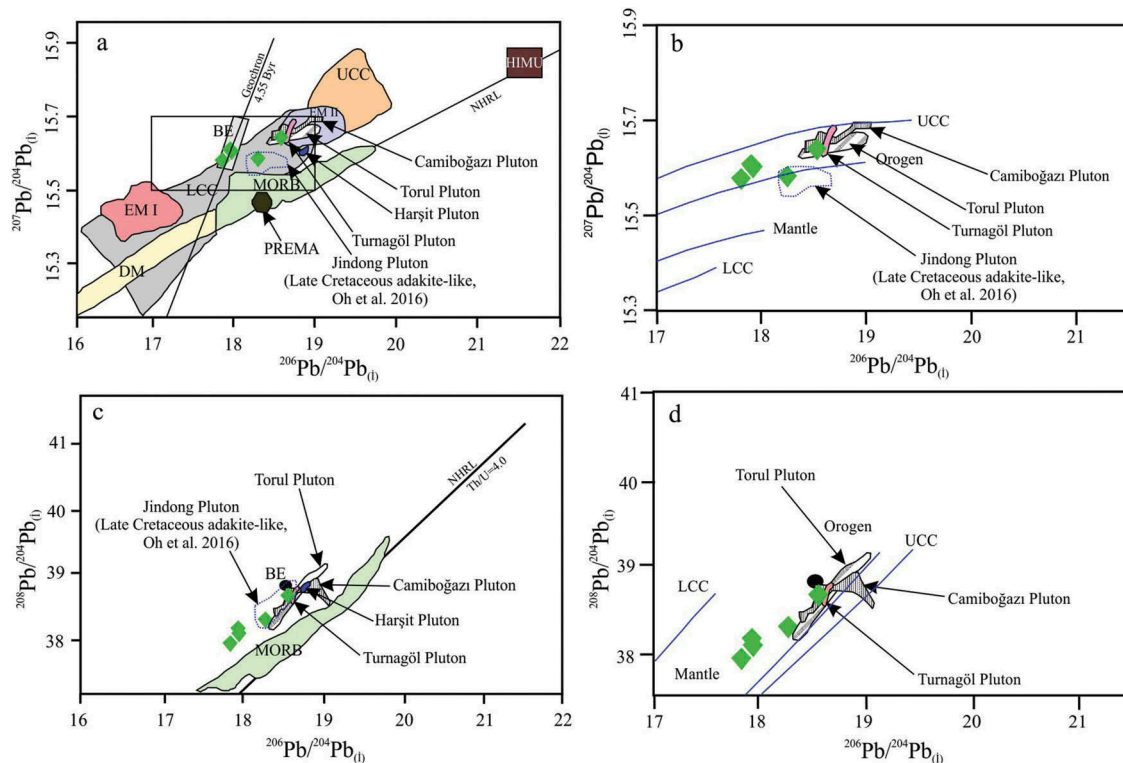 a
15.9
15.7
15.5
15.3
²⁰⁷Pb/²⁰⁴Pb(i)
Geochron
4.55 Byr
UCC
HIMU
NHRL
BE
EM II
LCC
MORB
EM I
DM
PREMA
Camiboğazı Pluton
Torul Pluton
Harşit Pluton
Turnagöl Pluton
Jindong Pluton
(Late Cretaceous adakite-like,
Oh et al. 2016)
16 17 18 19 20 21 22
²⁰⁶Pb/²⁰⁴Pb(i)
b
15.9
15.7
15.5
15.3
²⁰⁷Pb/²⁰⁴Pb(i)
UCC
Orogen
Camiboğazı Pluton
Torul Pluton
Turnagöl Pluton
Mantle
Jindong Pluton
(Late Cretaceous adakite-like,
Oh et al. 2016)
LCC
17 18 19 20 21
²⁰⁶Pb/²⁰⁴Pb(i)
c
41
40
39
38
²⁰⁸Pb/²⁰⁴Pb(i)
NHRL
Th/U=4.0
Torul Pluton
Jindong Pluton
(Late Cretaceous adakite-like,
Oh et al. 2016)
BE
Camiboğazı Pluton
Harşit Pluton
MORB
Turnagöl Pluton
16 17 18 19 20 21 22
²⁰⁶Pb/²⁰⁴Pb(i)
d
41
40
39
38
²⁰⁸Pb/²⁰⁴Pb(i)
Torul Pluton
Orogen
UCC
LCC
Camiboğazı Pluton
Mantle
Turnagöl Pluton
17 18 19 20 21
²⁰⁶Pb/²⁰⁴Pb(i)